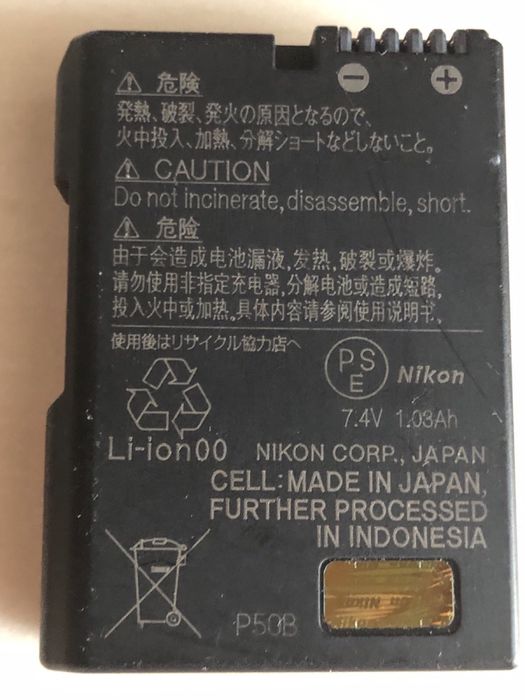 − +
⚠ 危険
発熱、破裂、発火の原因となるので、
火中投入、加熱、分解ショートなどしないこと。
⚠ CAUTION
Do not incinerate, disassemble, short.
⚠ 危险
由于会造成电池漏液,发热,破裂或爆炸。
请勿使用非指定充电器,分解电池或造成短路,
投入火中或加热。具体内容请参阅使用说明书。
使用後はリサイクル協力店へ
PSE Nikon
7.4V 1.03Ah
Li-ion00 NIKON CORP., JAPAN
CELL: MADE IN JAPAN,
FURTHER PROCESSED
IN INDONESIA
P50B